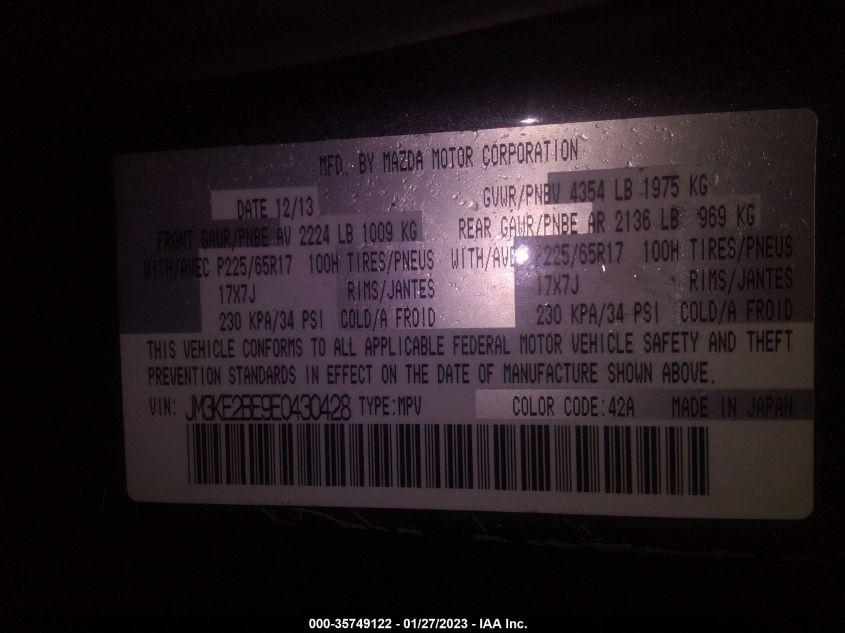 MFD. BY MAZDA MOTOR CORPORATION
DATE 12/13 GVWR/PNBV 4354 LB 1975 KG
FRONT GAWR/PNBE AV 2224 LB 1009 KG REAR GAWR/PNBE AR 2136 LB 969 KG
WITH/AVEC P225/65R17 100H TIRES/PNEUS WITH/AVEC P225/65R17 100H TIRES/PNEUS
17X7J RIMS/JANTES 17X7J RIMS/JANTES
230 KPA/34 PSI COLD/A FROID 230 KPA/34 PSI COLD/A FROID
THIS VEHICLE CONFORMS TO ALL APPLICABLE FEDERAL MOTOR VEHICLE SAFETY AND THEFT
PREVENTION STANDARDS IN EFFECT ON THE DATE OF MANUFACTURE SHOWN ABOVE.
VIN: JM3KE2BE9E0430428 TYPE:MPV COLOR CODE:42A MADE IN JAPAN
000-35749122 - 01/27/2023 - IAA Inc.